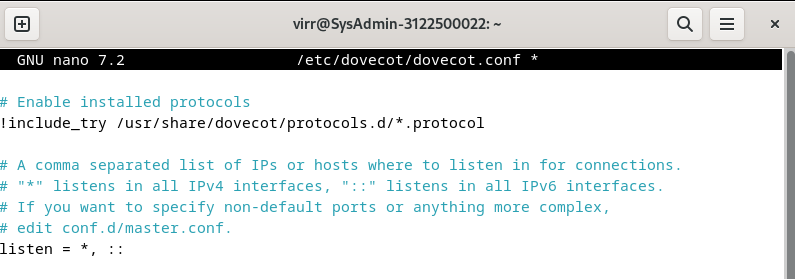 virr@SysAdmin-3122500022: ~
GNU nano 7.2 /etc/dovecot/dovecot.conf *
# Enable installed protocols
!include_try /usr/share/dovecot/protocols.d/*.protocol
# A comma separated list of IPs or hosts where to listen in for connections.
# "*" listens in all IPv4 interfaces, "::" listens in all IPv6 interfaces.
# If you want to specify non-default ports or anything more complex,
# edit conf.d/master.conf.
listen = *, ::